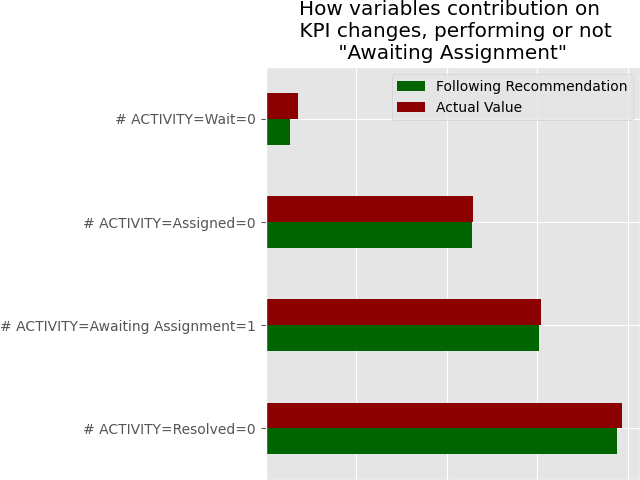 How variables contribution on
KPI changes, performing or not
"Awaiting Assignment"
Following Recommendation
Actual Value
# ACTIVITY=Wait=0
# ACTIVITY=Assigned=0
# ACTIVITY=Awaiting Assignment=1
# ACTIVITY=Resolved=0